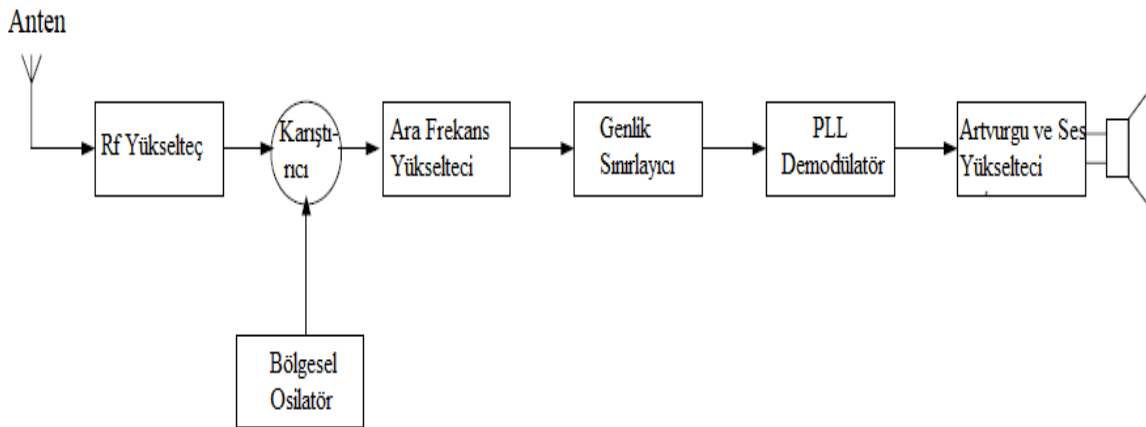 Anten
Rf Yükselteç
Karıştı-
rıcı
Ara Frekans
Yükselteci
Genlik
Sınırlayıcı
PLL
Demodülatör
Artvurgu ve Ses
Yükselteci
Bölgesel
Osilatör